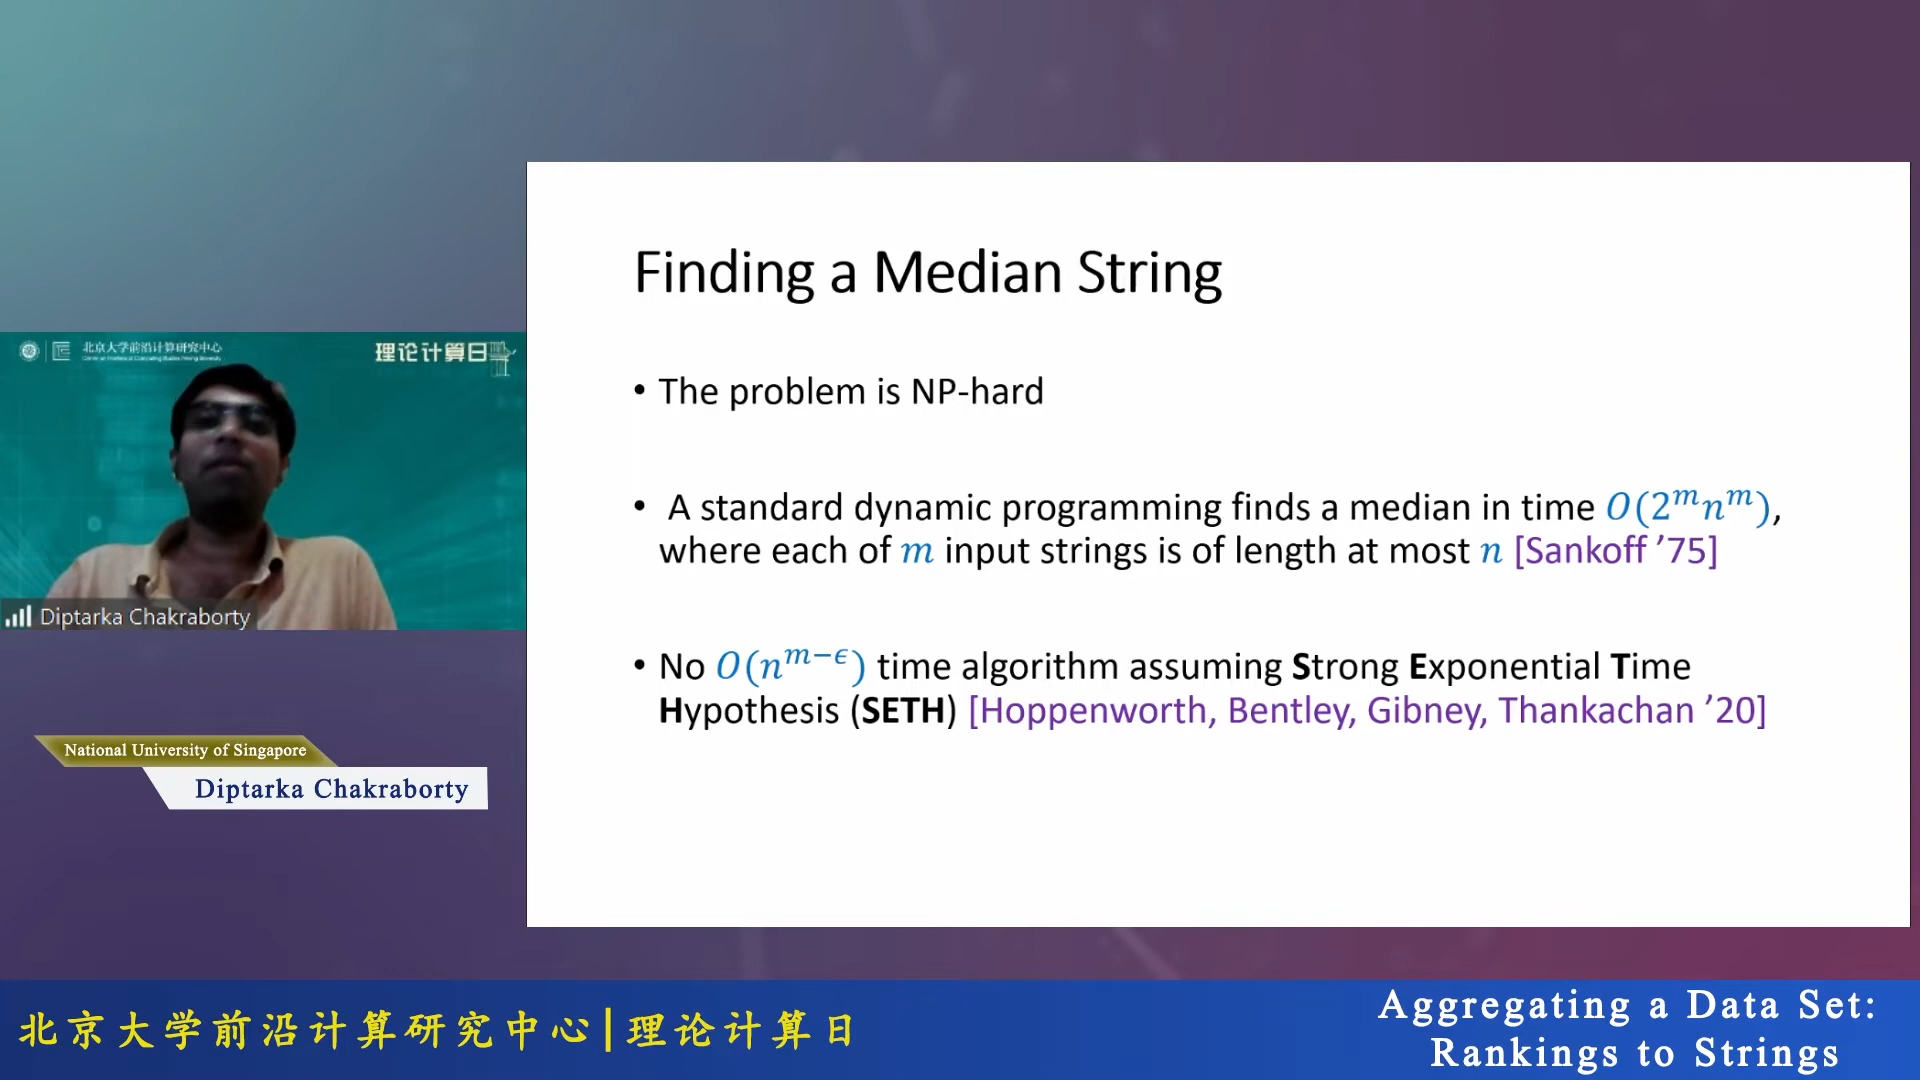 Finding a Median String
• The problem is NP-hard
• A standard dynamic programming finds a median in time O(2^m n^m),
where each of m input strings is of length at most n [Sankoff ’75]
• No O(n^{m−ϵ}) time algorithm assuming Strong Exponential Time
Hypothesis (SETH) [Hoppenworth, Bentley, Gibney, Thankachan ’20]
北京大学前沿计算研究中心
理论计算日
Diptarka Chakraborty
National University of Singapore
Diptarka Chakraborty
北京大学前沿计算研究中心|理论计算日
Aggregating a Data Set:
Rankings to Strings